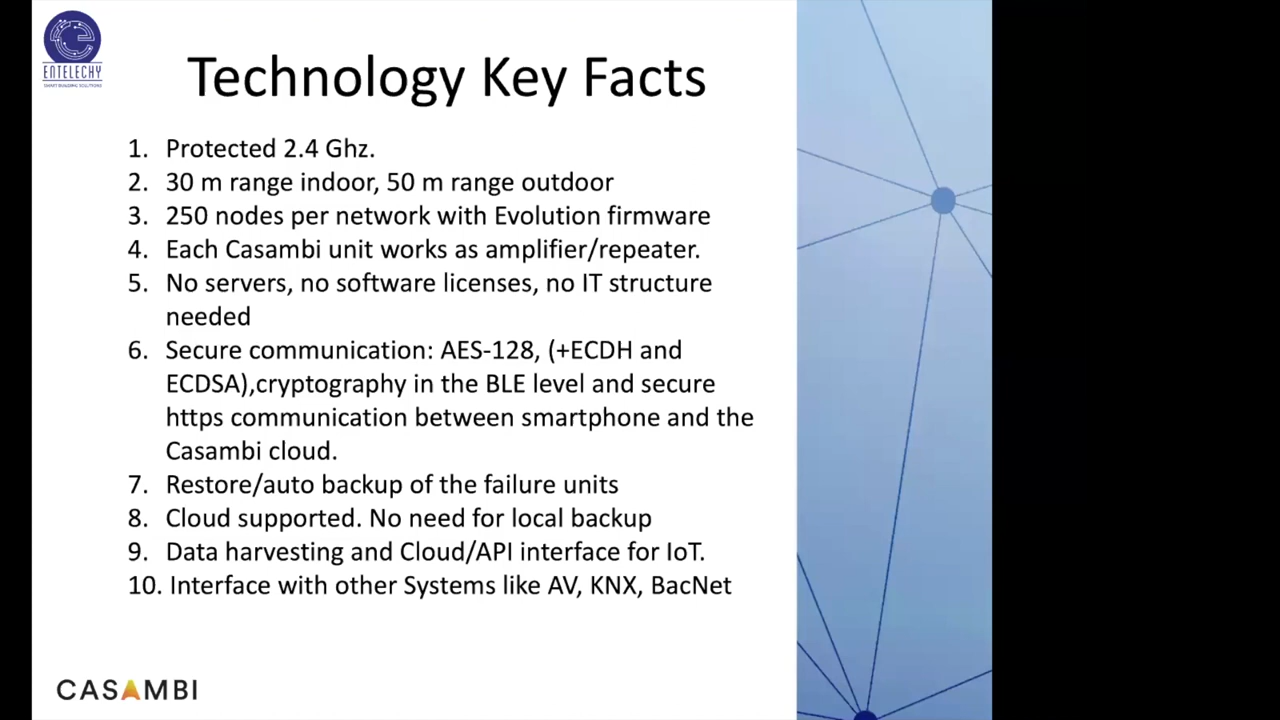 ENTELECHY
SMART BUILDING SOLUTIONS
Technology Key Facts
1. Protected 2.4 Ghz.
2. 30 m range indoor, 50 m range outdoor
3. 250 nodes per network with Evolution firmware
4. Each Casambi unit works as amplifier/repeater.
5. No servers, no software licenses, no IT structure
needed
6. Secure communication: AES-128, (+ECDH and
ECDSA),cryptography in the BLE level and secure
https communication between smartphone and the
Casambi cloud.
7. Restore/auto backup of the failure units
8. Cloud supported. No need for local backup
9. Data harvesting and Cloud/API interface for IoT.
10. Interface with other Systems like AV, KNX, BacNet
CASAMBI